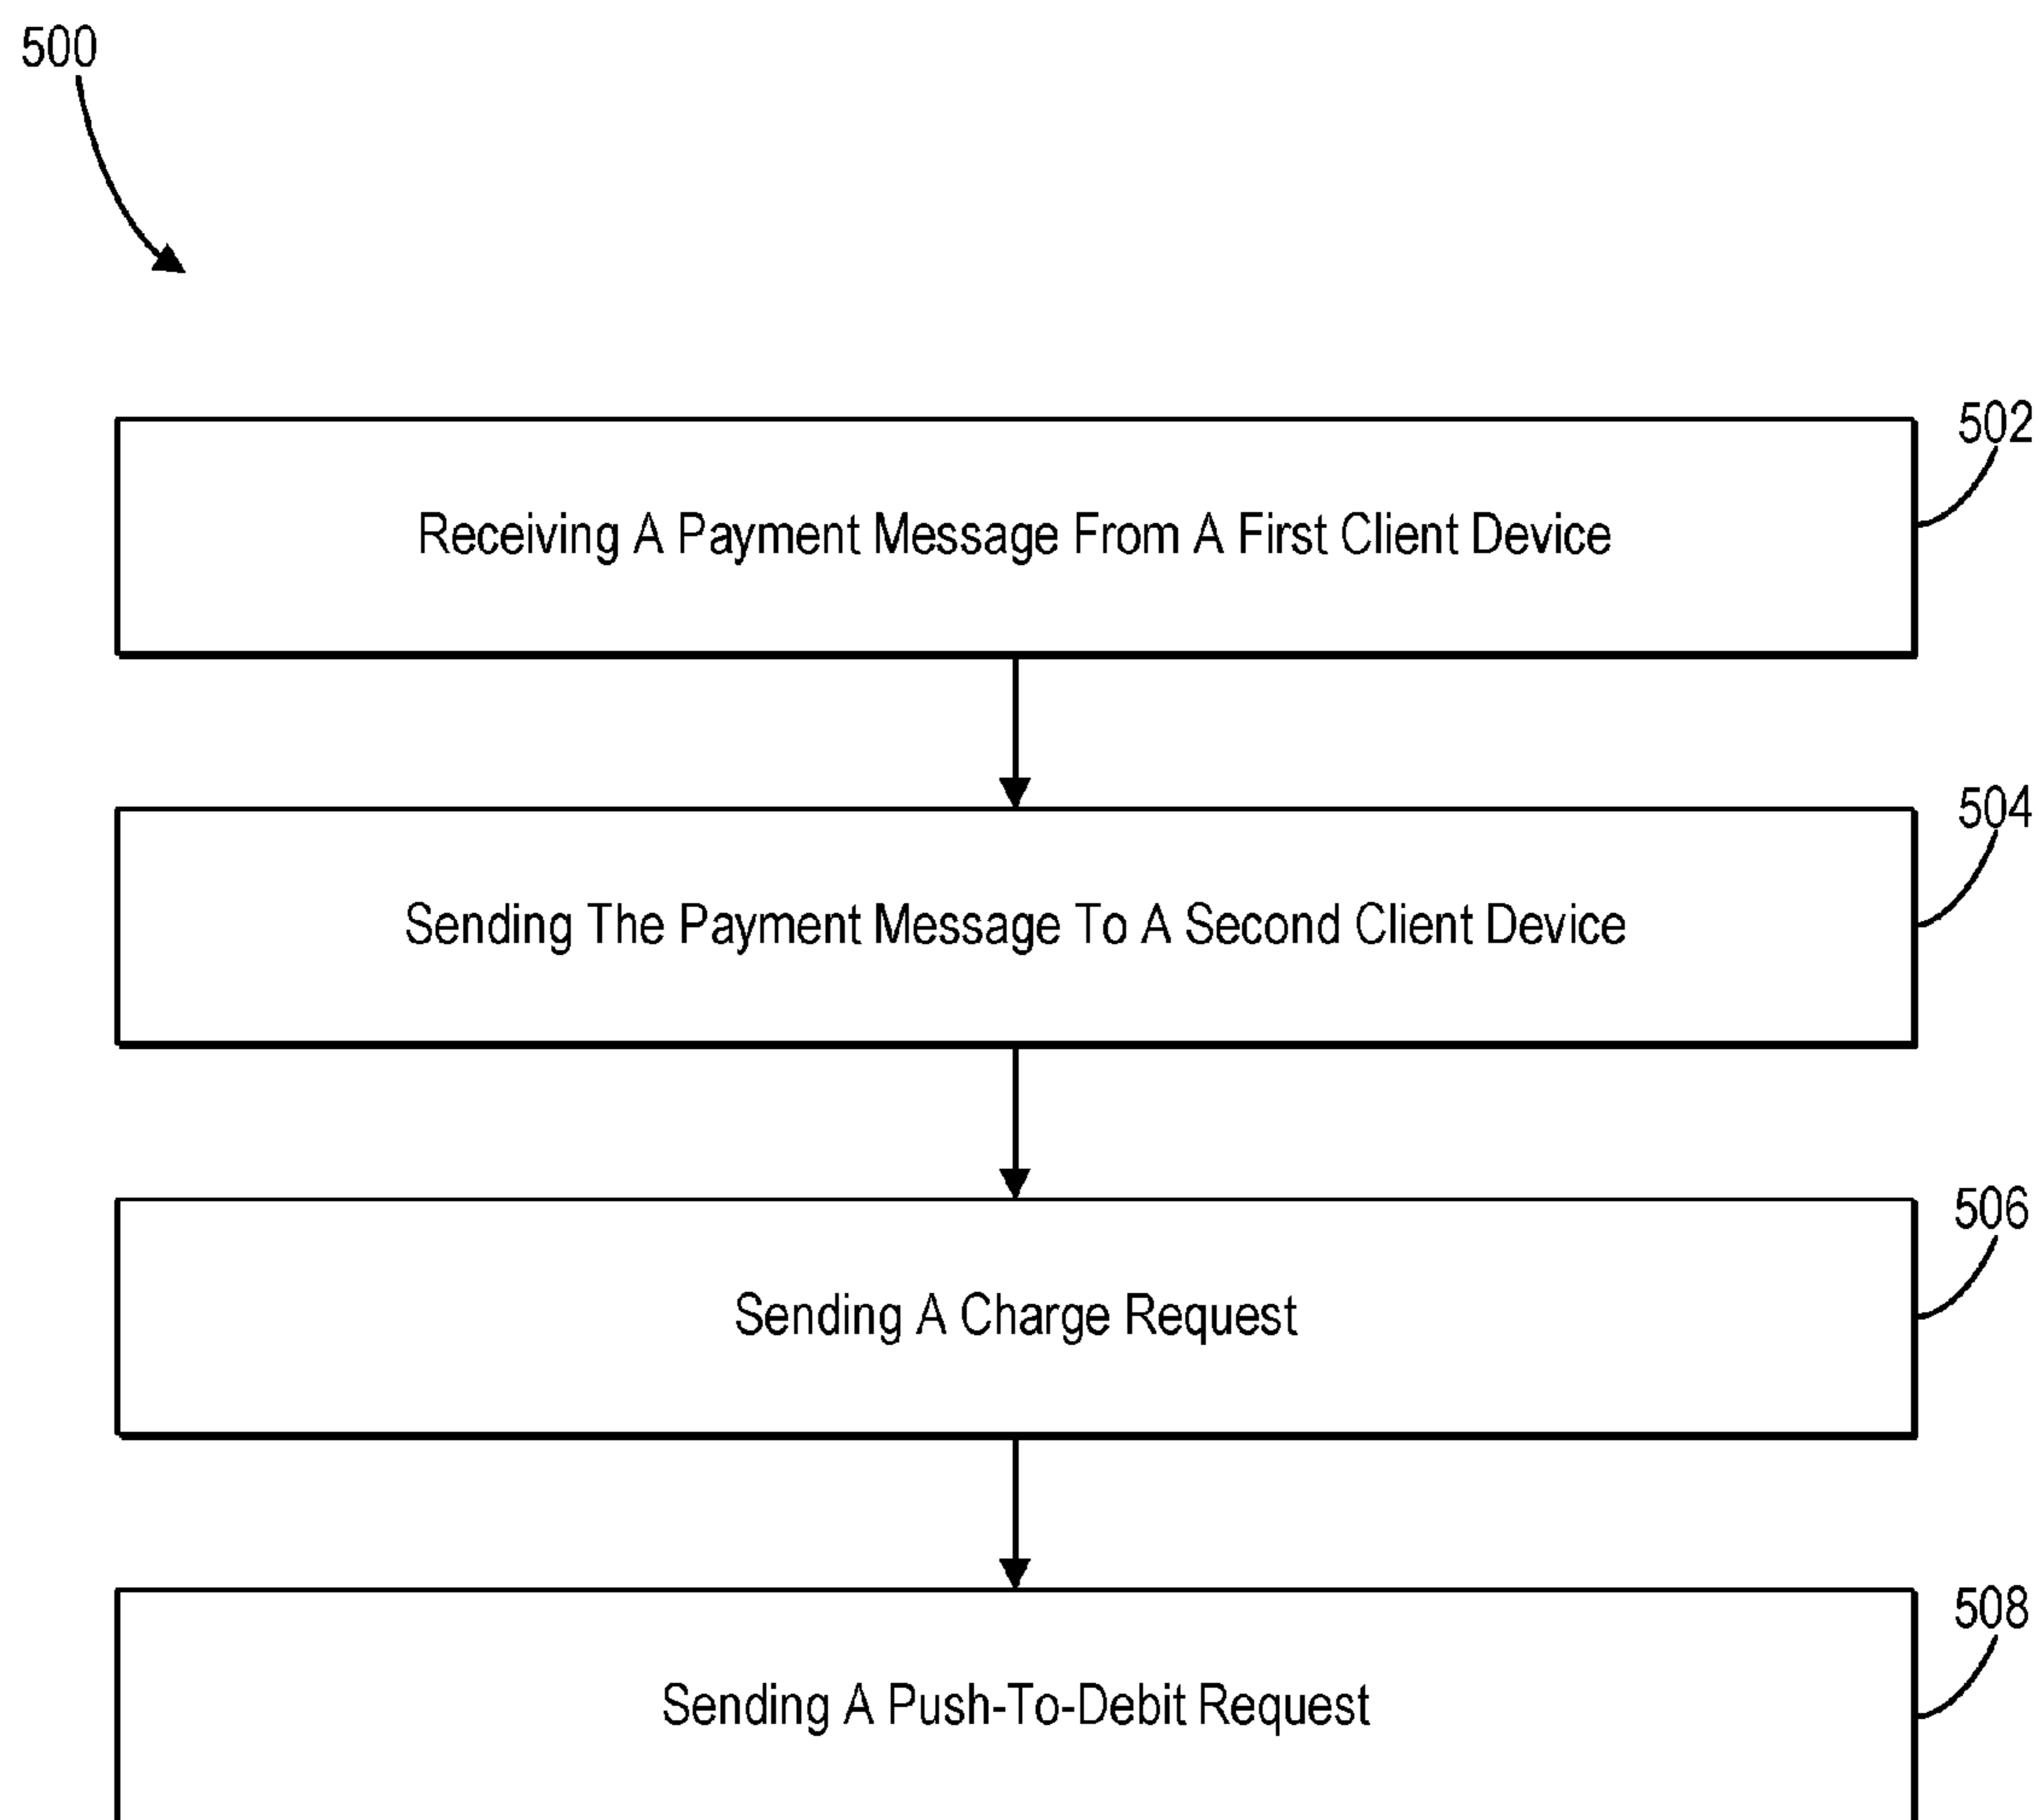 500
502
Receiving A Payment Message From A First Client Device
504
Sending The Payment Message To A Second Client Device
506
Sending A Charge Request
508
Sending A Push-To-Debit Request